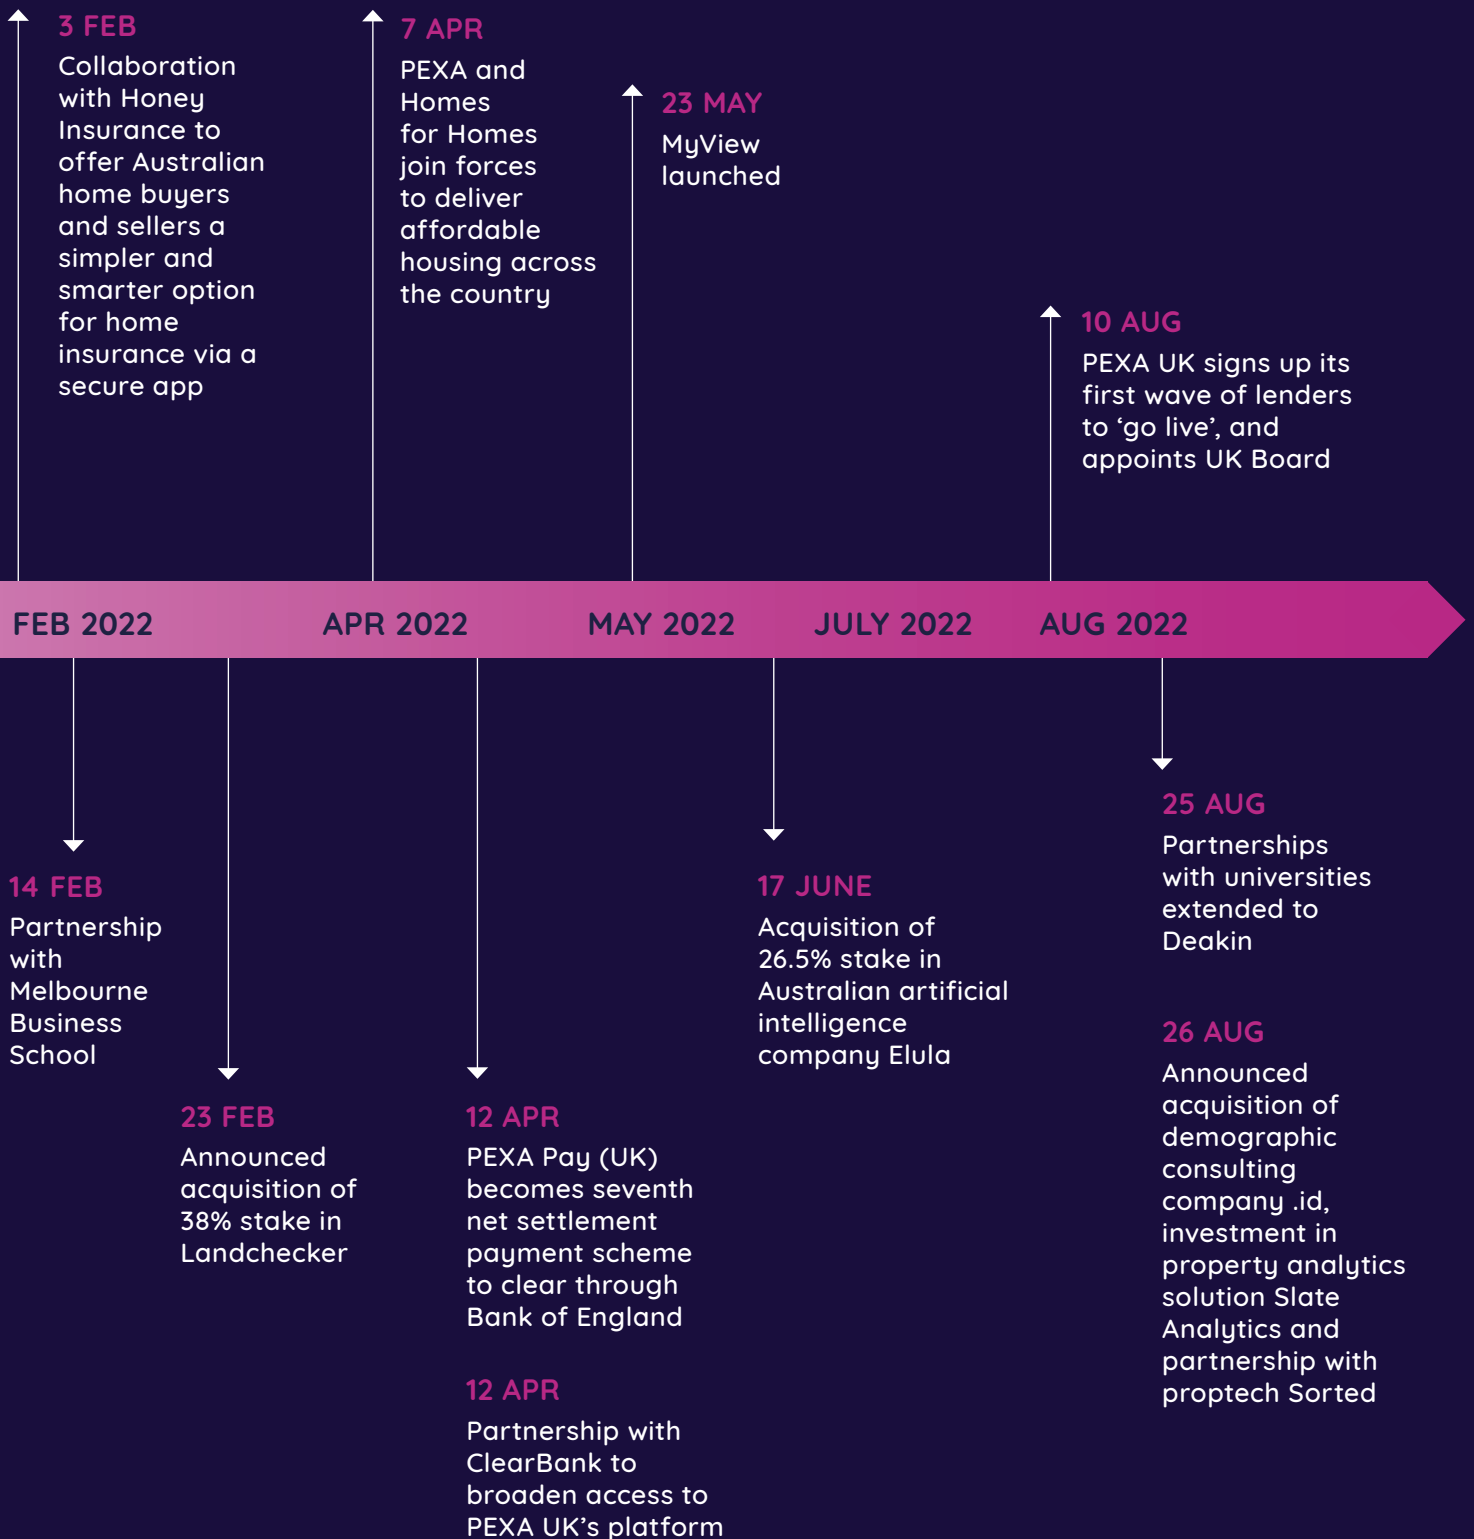 3 FEB
Collaboration
with Honey
Insurance to
offer Australian
home buyers
and sellers a
simpler and
smarter option
for home
insurance via a
secure app
7 APR
PEXA and
Homes
for Homes
join forces
to deliver
affordable
housing across
the country
23 MAY
MyView
launched
10 AUG
PEXA UK signs up its
first wave of lenders
to ‘go live’, and
appoints UK Board
FEB 2022
APR 2022
MAY 2022
JULY 2022
AUG 2022
14 FEB
Partnership
with
Melbourne
Business
School
23 FEB
Announced
acquisition of
38% stake in
Landchecker
12 APR
PEXA Pay (UK)
becomes seventh
net settlement
payment scheme
to clear through
Bank of England
12 APR
Partnership with
ClearBank to
broaden access to
PEXA UK’s platform
17 JUNE
Acquisition of
26.5% stake in
Australian artificial
intelligence
company Elula
25 AUG
Partnerships
with universities
extended to
Deakin
26 AUG
Announced
acquisition of
demographic
consulting
company .id,
investment in
property analytics
solution Slate
Analytics and
partnership with
proptech Sorted